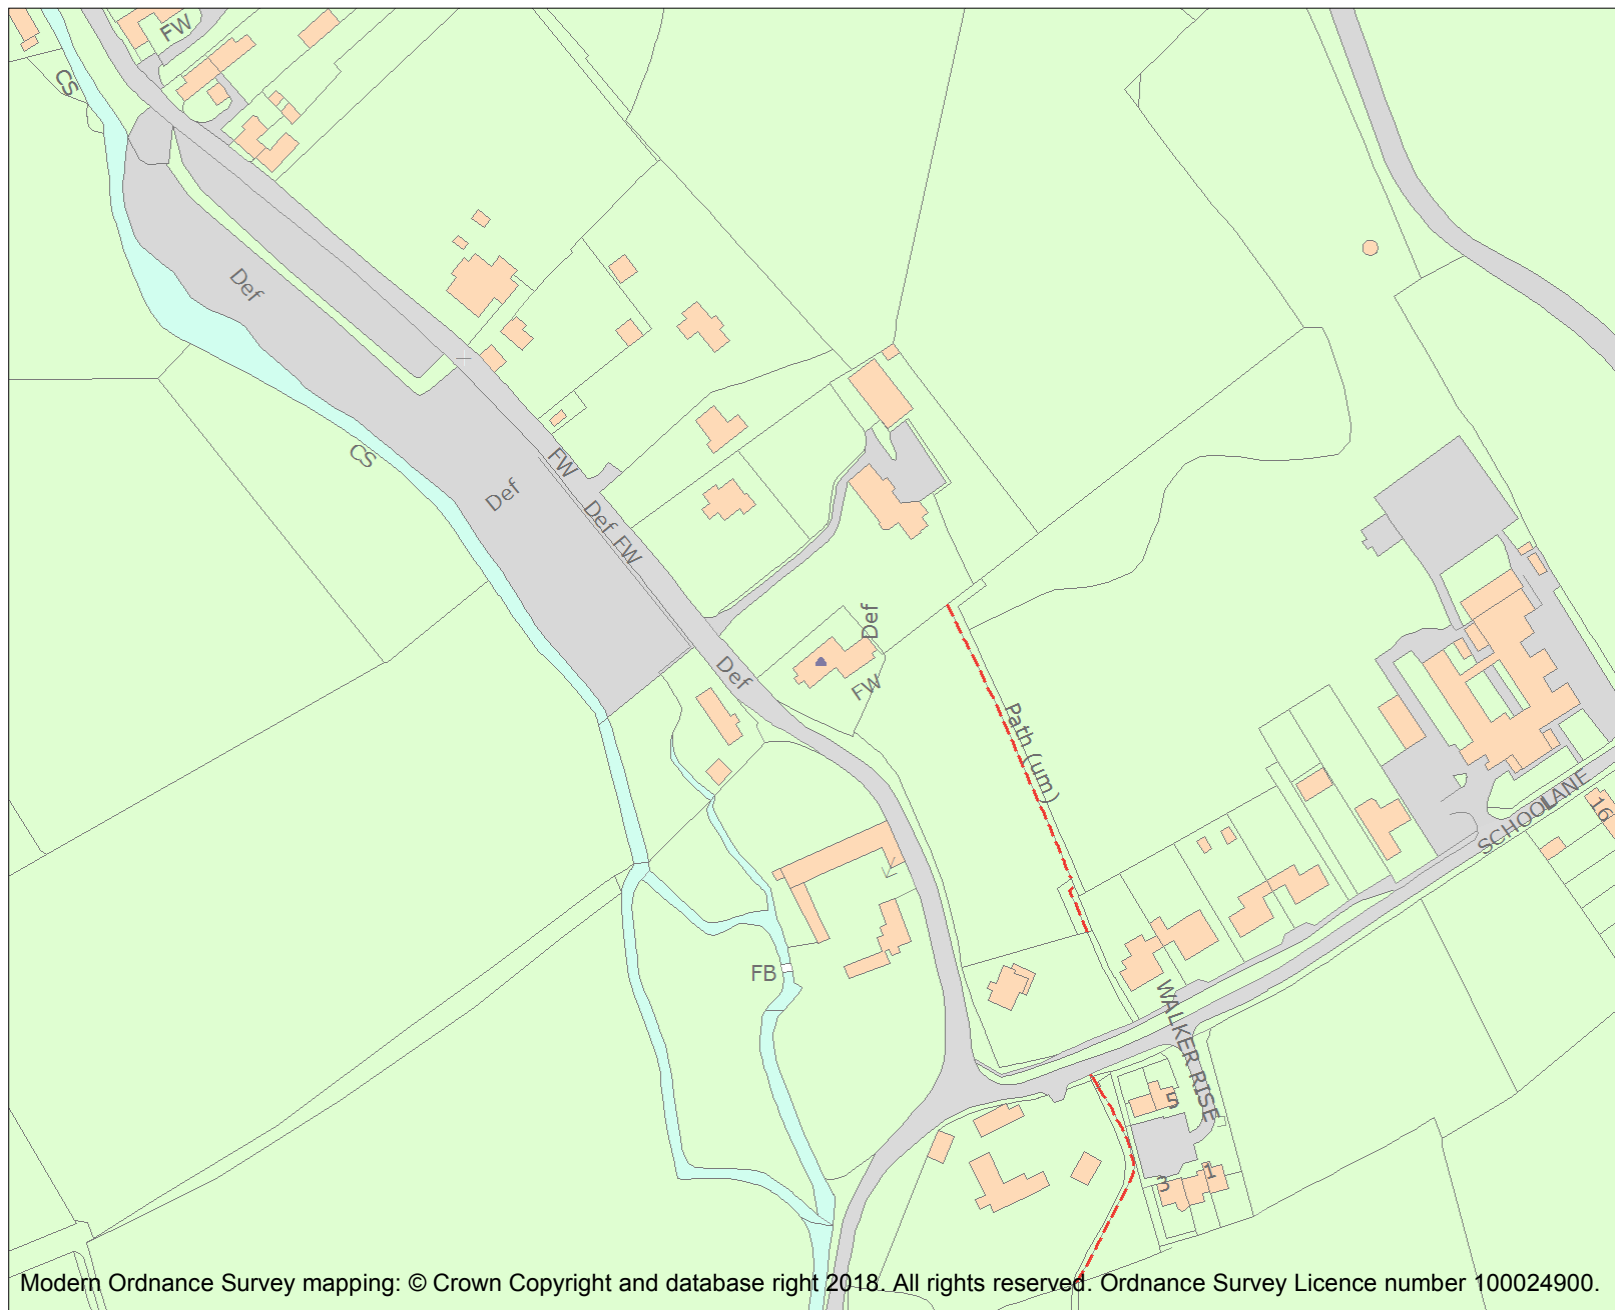 FW
CS
Def
CS
FW
Def
Def
FW
Def
Def
FW
Path (um)
SCHOOL LANE
16
FB
WALKER RISE
5
3
1
Modern Ordnance Survey mapping: © Crown Copyright and database right 2018. All rights reserved. Ordnance Survey Licence number 100024900.